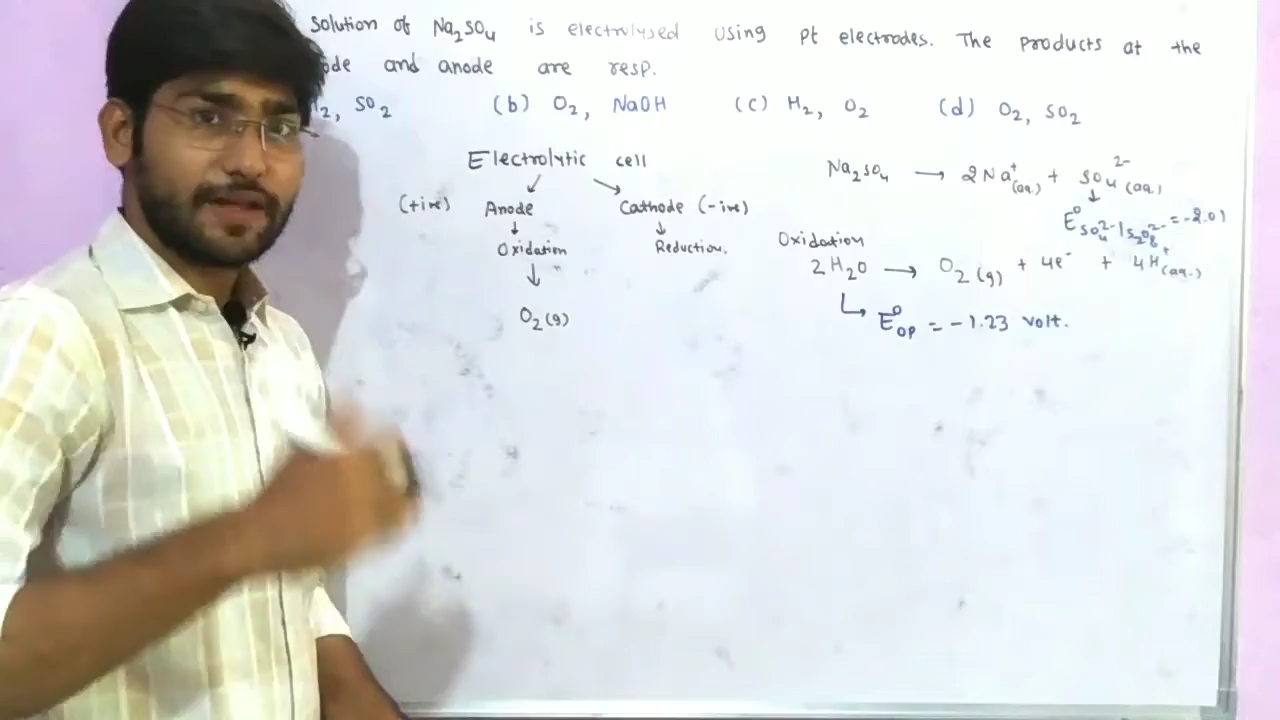 Solution of Na₂SO₄ is electrolysed using Pt electrodes. The products at the
and anode are resp.
SO₂ (b) O₂, NaOH (c) H₂, O₂ (d) O₂, SO₂
Electrolytic cell
(+ive) Anode Cathode (-ive)
↓ ↓
Oxidation Reduction.
↓
O₂(g)
Na₂SO₄ → 2Na⁺(aq.) + SO₄²⁻(aq.)
↓
E° SO₄²⁻|S₂O₈²⁻ = -2.01
Oxidation
2H₂O → O₂(g) + 4e⁻ + 4H⁺(aq.)
E°op = -1.23 volt.